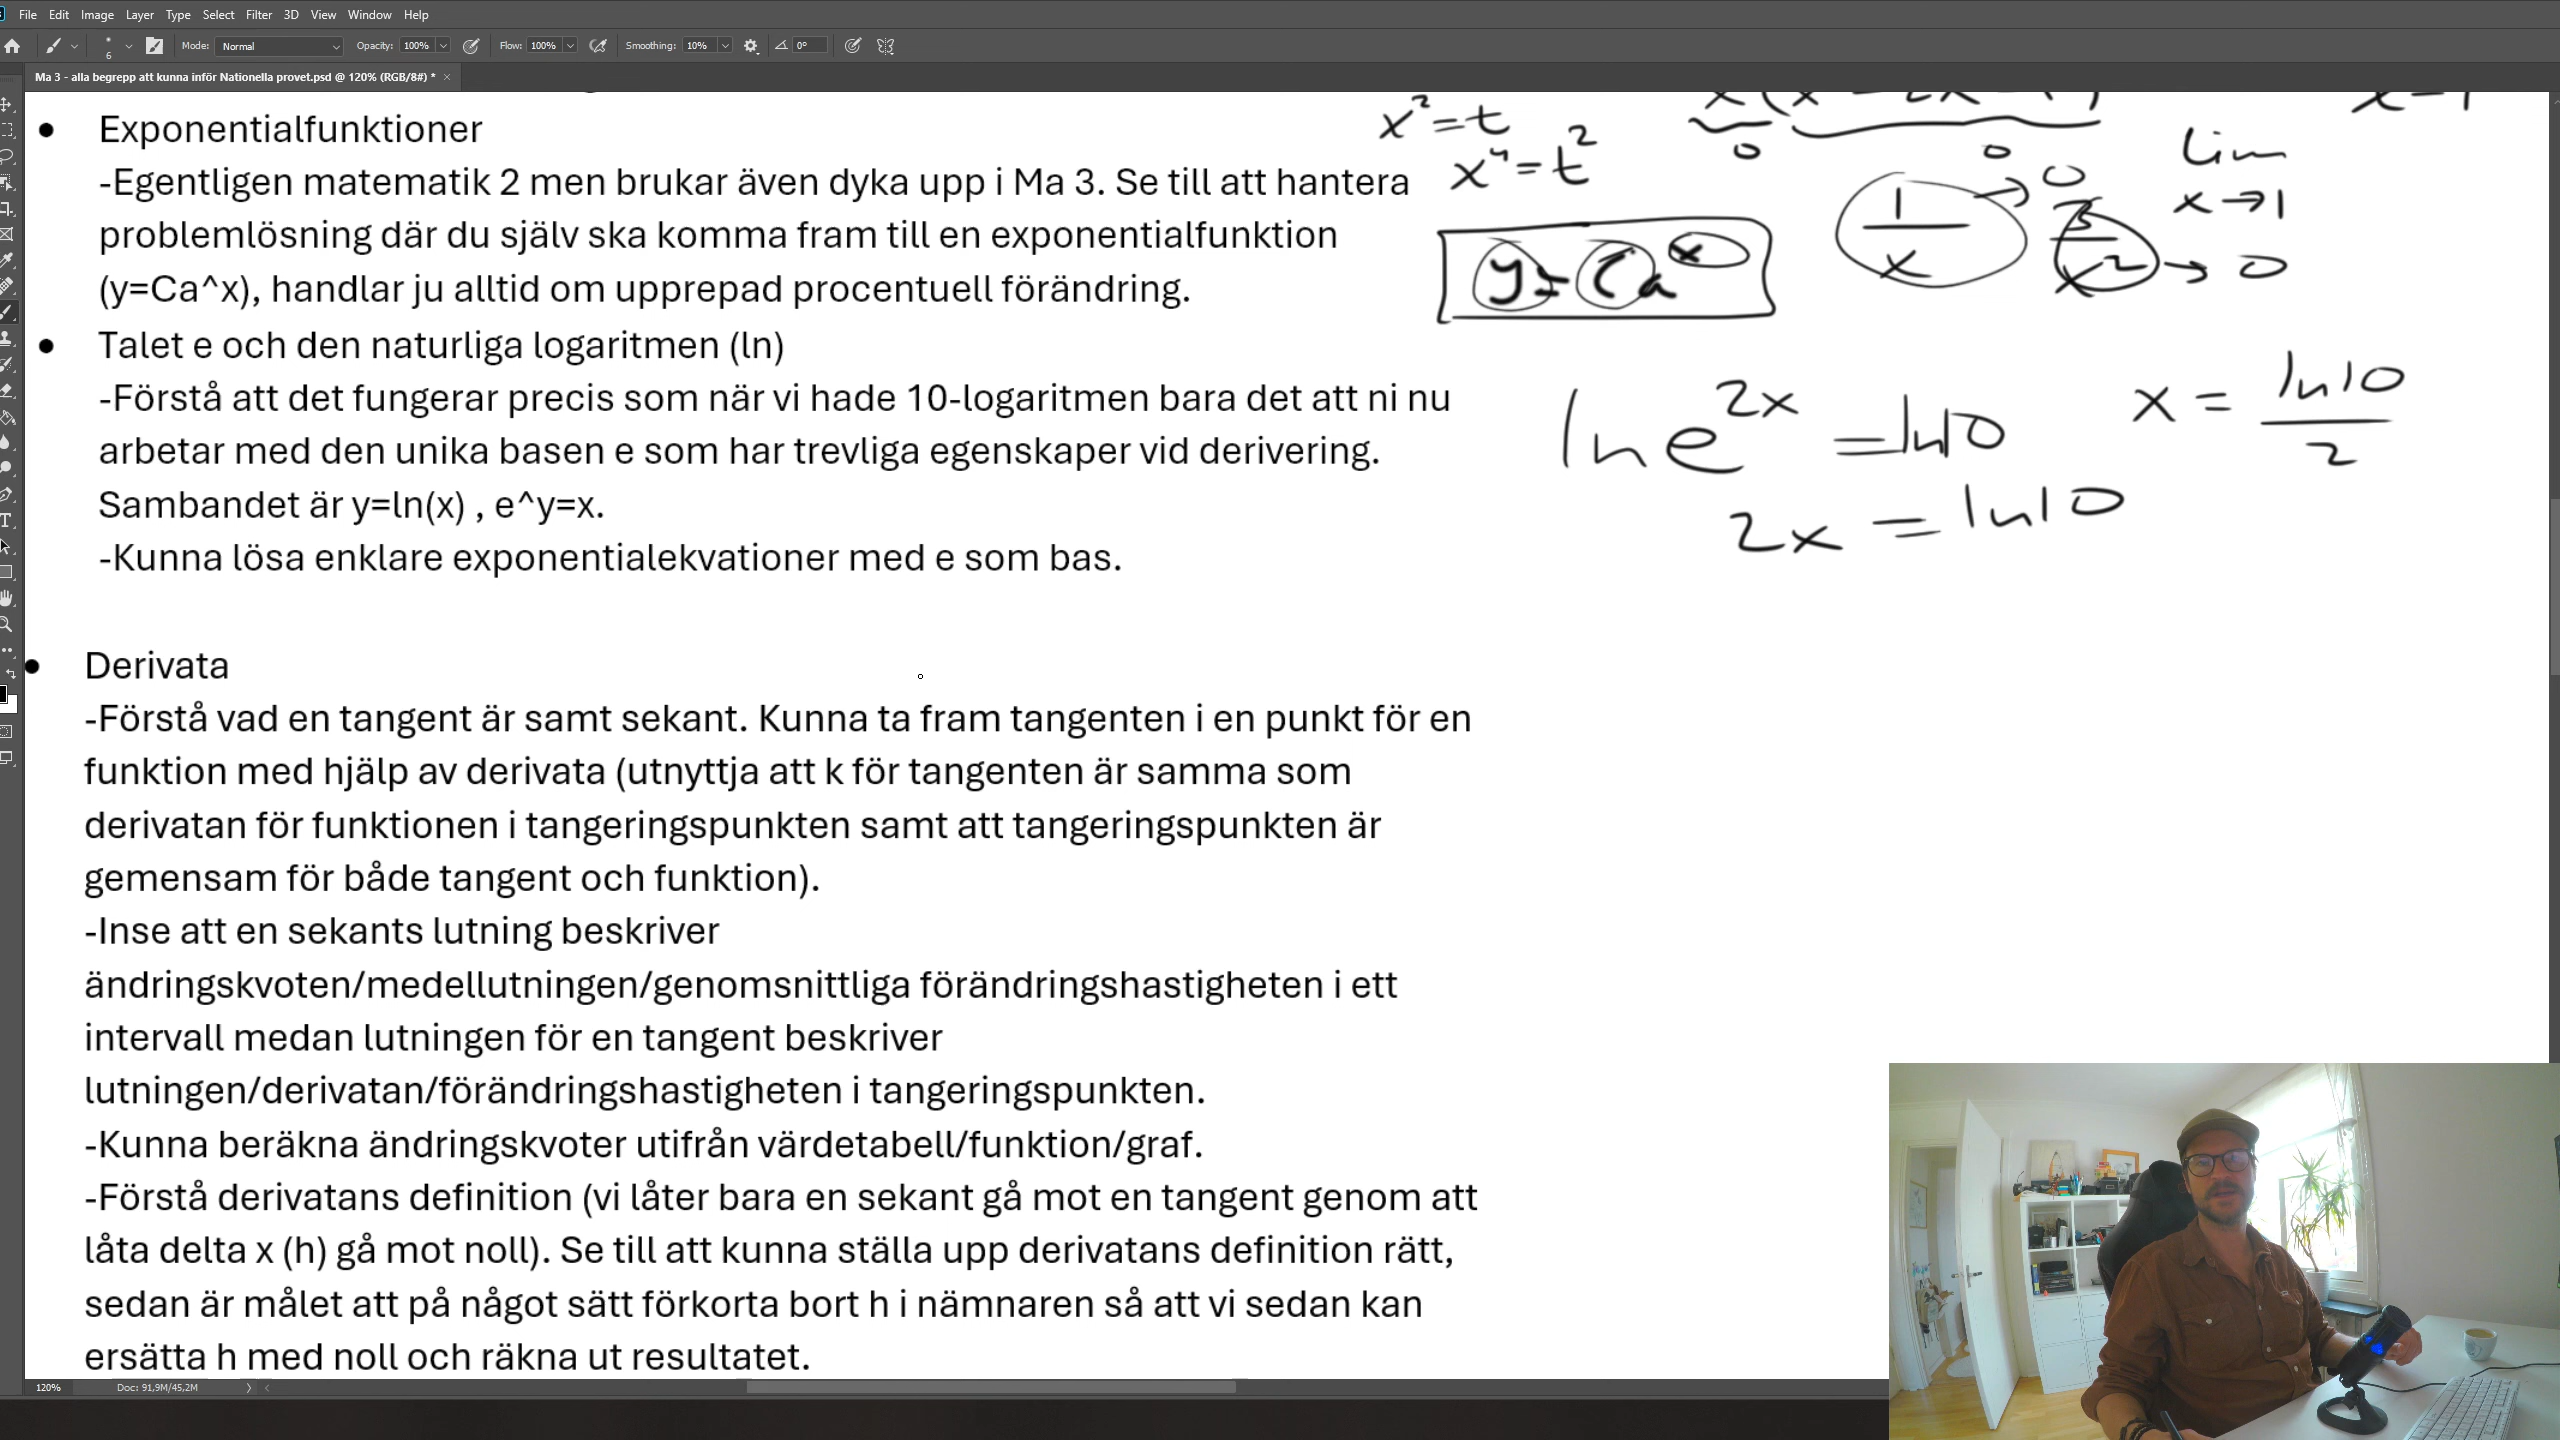 File Edit Image Layer Type Select Filter 3D View Window Help
6 Mode: Normal Opacity: 100% Flow: 100% Smoothing: 10% 0°
Ma 3 - alla begrepp att kunna inför Nationella provet.psd @ 120% (RGB/8#) * ×
• Exponentialfunktioner
-Egentligen matematik 2 men brukar även dyka upp i Ma 3. Se till att hantera
problemlösning där du själv ska komma fram till en exponentialfunktion
(y=Ca^x), handlar ju alltid om upprepad procentuell förändring.
• Talet e och den naturliga logaritmen (ln)
-Förstå att det fungerar precis som när vi hade 10-logaritmen bara det att ni nu
arbetar med den unika basen e som har trevliga egenskaper vid derivering.
Sambandet är y=ln(x) , e^y=x.
-Kunna lösa enklare exponentialekvationer med e som bas.
• Derivata
-Förstå vad en tangent är samt sekant. Kunna ta fram tangenten i en punkt för en
funktion med hjälp av derivata (utnyttja att k för tangenten är samma som
derivatan för funktionen i tangeringspunkten samt att tangeringspunkten är
gemensam för både tangent och funktion).
-Inse att en sekants lutning beskriver
ändringskvoten/medellutningen/genomsnittliga förändringshastigheten i ett
intervall medan lutningen för en tangent beskriver
lutningen/derivatan/förändringshastigheten i tangeringspunkten.
-Kunna beräkna ändringskvoter utifrån värdetabell/funktion/graf.
-Förstå derivatans definition (vi låter bara en sekant gå mot en tangent genom att
låta delta x (h) gå mot noll). Se till att kunna ställa upp derivatans definition rätt,
sedan är målet att på något sätt förkorta bort h i nämnaren så att vi sedan kan
ersätta h med noll och räkna ut resultatet.
x² = t
x⁴ = t²
0 0
lim
x → 1
1/x → 0
3/x² → 0
y = Ca^x
ln e^2x = ln10
2x = ln10
x = ln10/2
120% Doc: 91,9M/45,2M